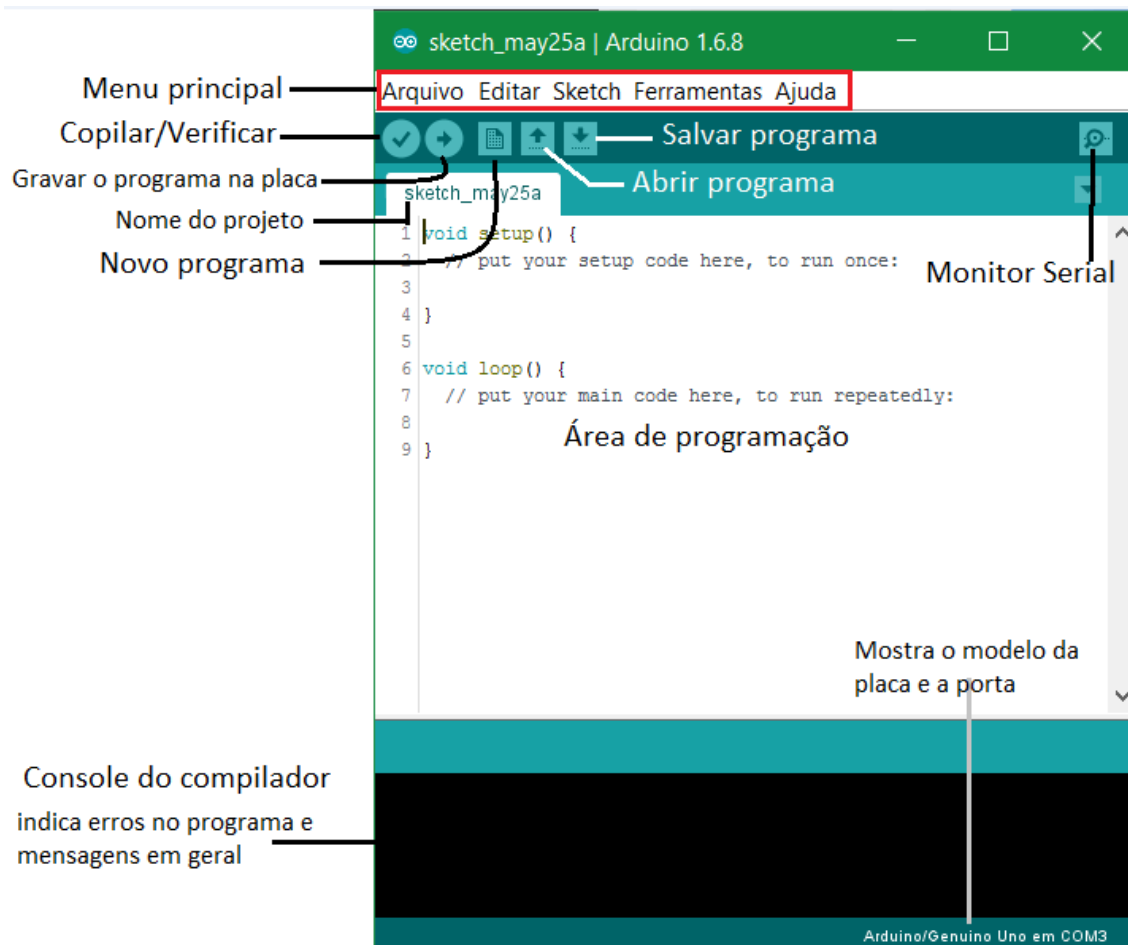 sketch_may25a | Arduino 1.6.8
Menu principal
Arquivo Editar Sketch Ferramentas Ajuda
Copilar/Verificar
Salvar programa
Gravar o programa na placa
Abrir programa
sketch_may25a
Nome do projeto
1 void setup() {
Novo programa
2 // put your setup code here, to run once:
Monitor Serial
3
4 }
5
6 void loop() {
7 // put your main code here, to run repeatedly:
8
Área de programação
9 }
Mostra o modelo da
placa e a porta
Console do compilador
indica erros no programa e
mensagens em geral
Arduino/Genuino Uno em COM3